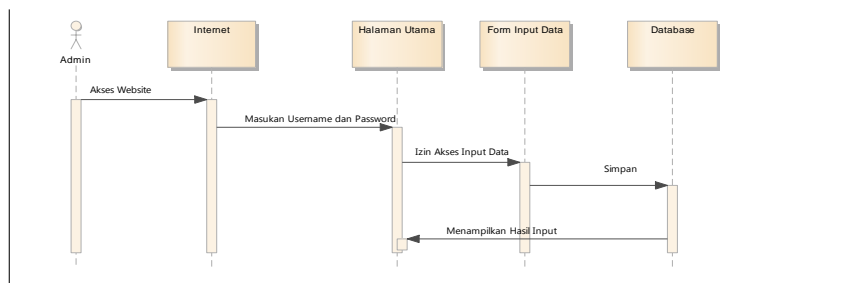 Internet
Halaman Utama
Form Input Data
Database
Admin
Akses Website
Masukan Username dan Password
Izin Akses Input Data
Simpan
Menampilkan Hasil Input